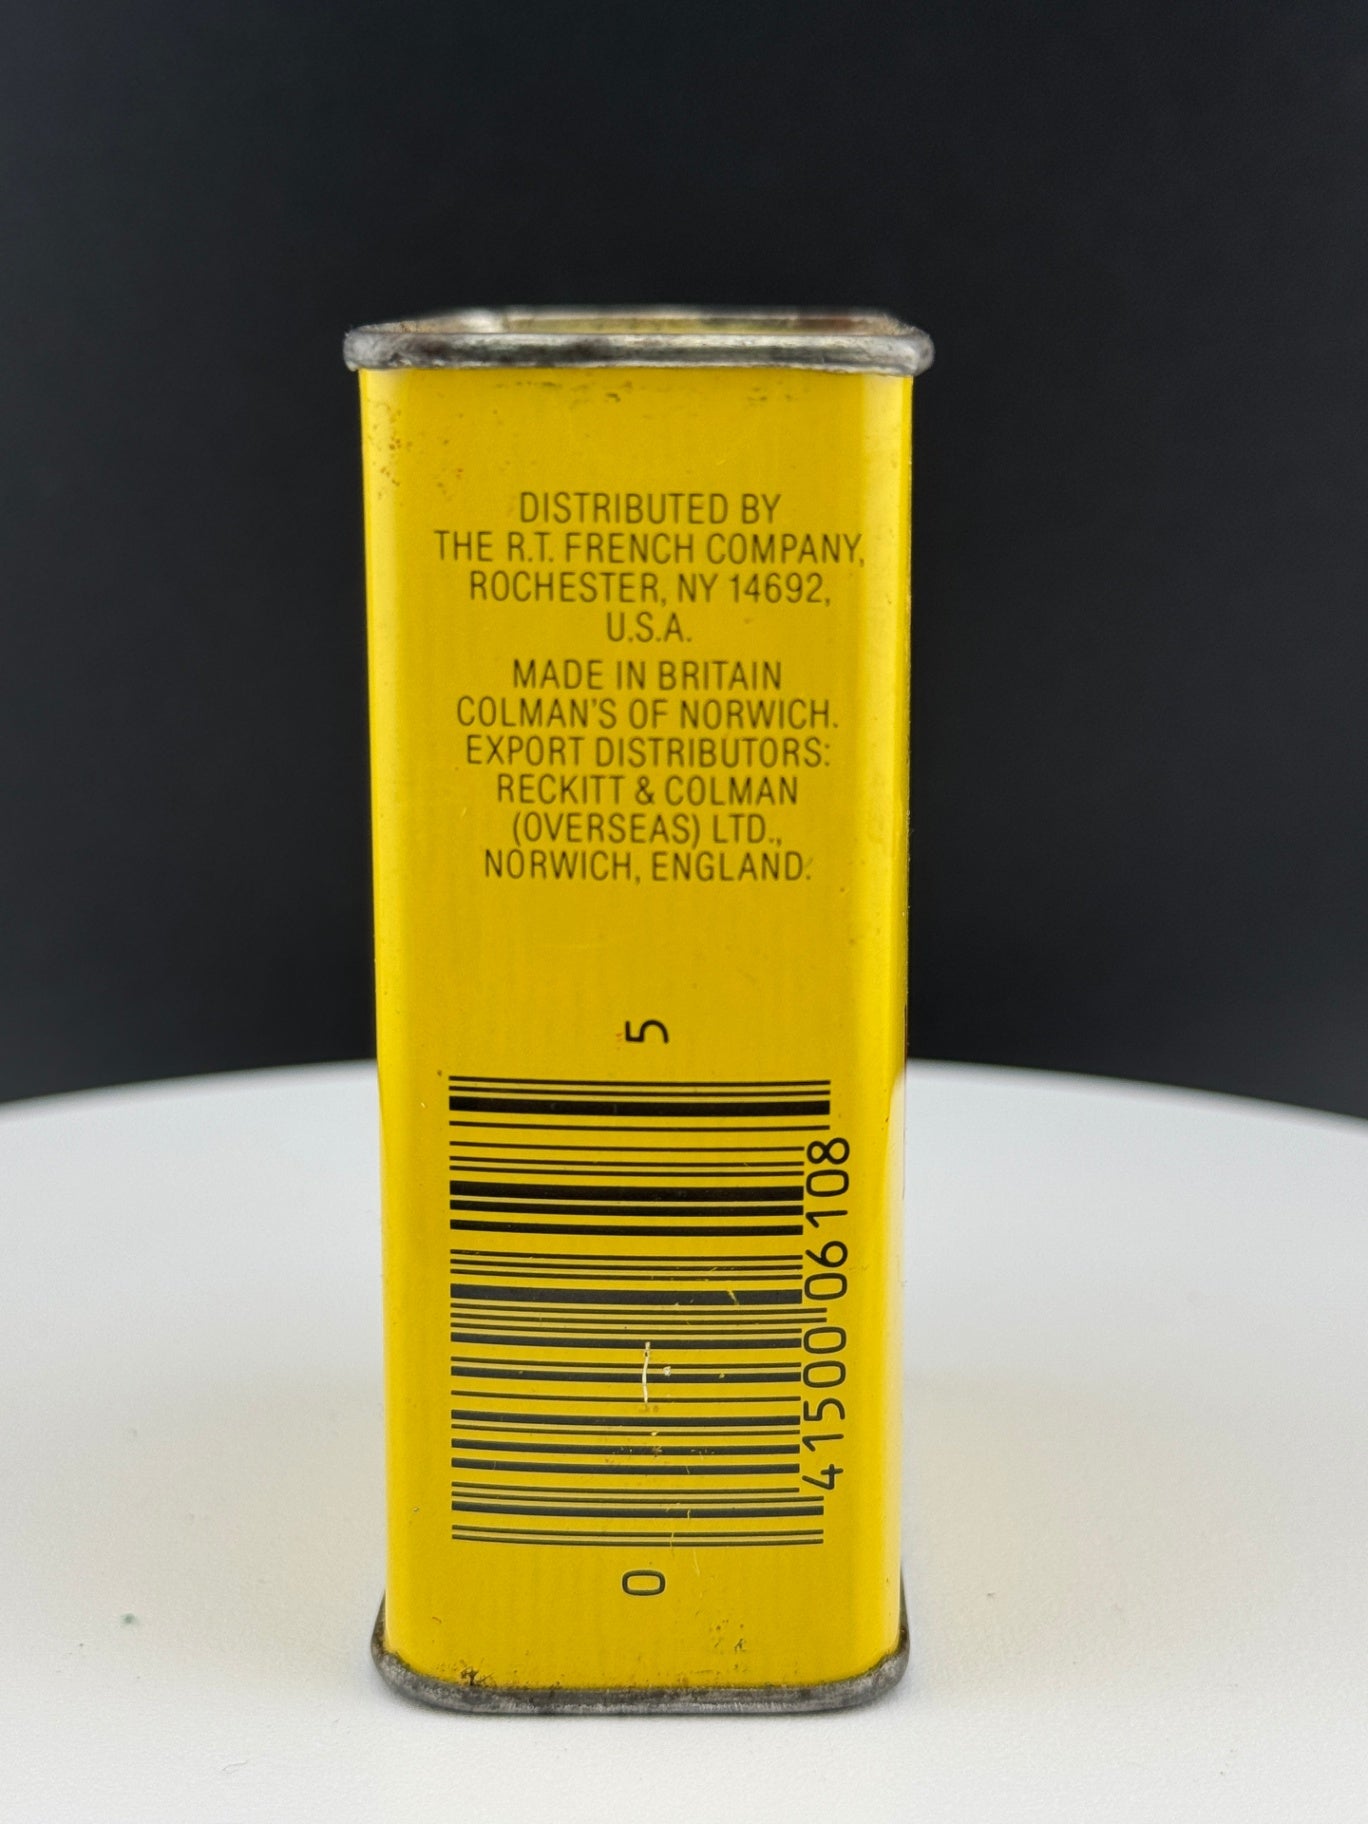 DISTRIBUTED BY
THE R.T. FRENCH COMPANY,
ROCHESTER, NY 14692,
U.S.A.
MADE IN BRITAIN
COLMAN'S OF NORWICH.
EXPORT DISTRIBUTORS:
RECKITT & COLMAN
(OVERSEAS) LTD.,
NORWICH, ENGLAND.
0 41500 06108 5